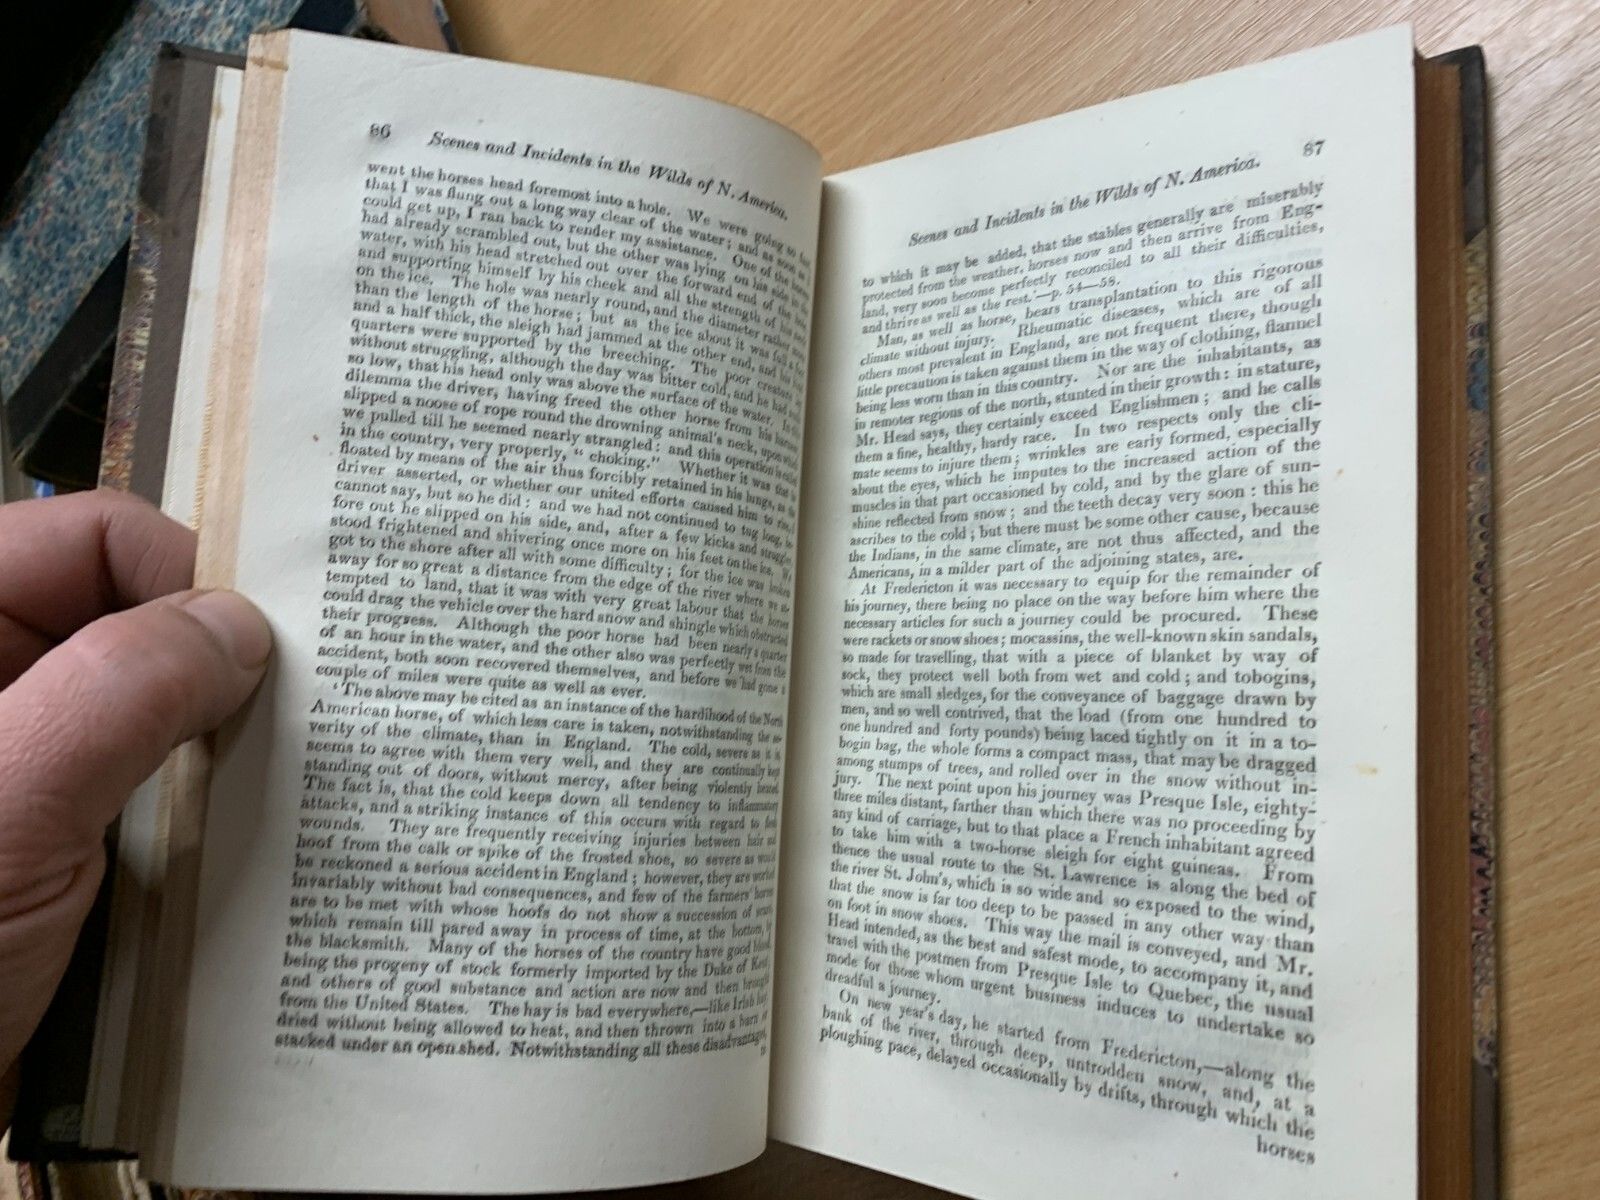 86 Scenes and Incidents in the Wilds of N. America.
went the horses head foremost into a hole. We were going so
that I was flung out a long way clear of the water; and as soon as I
could get up, I ran back to render my assistance. One of the horses
had already scrambled out, but the other was lying on his side in the
water, with his head stretched out over the forward end of the hole,
and supporting himself by his cheek and all the strength of his
on the ice. The hole was nearly round, and the diameter rather more
than the length of the horse; but as the ice about it was full a foot
and a half thick, the sleigh had jammed at the other end, and his hind
quarters were supported by the breeching. The poor creature lay
without struggling, although the day was bitter cold, and he had sunk
so low, that his head only was above the surface of the water. In this
dilemma the driver, having freed the other horse from his harness,
slipped a noose of rope round the drowning animal's neck, upon which
we pulled till he seemed nearly strangled: and this operation is called
in the country, very properly, " choking." Whether it was that he
floated by means of the air thus forcibly retained in his lungs, as the
driver asserted, or whether our united efforts caused him to rise, I
cannot say, but so he did: and we had not continued to tug long, be-
fore out he slipped on his side, and, after a few kicks and struggles,
stood frightened and shivering once more on his feet on the ice. We
got to the shore after all with some difficulty; for the ice was broken
away for so great a distance from the edge of the river where we at-
tempted to land, that it was with very great labour that the horses
could drag the vehicle over the hard snow and shingle which obstructed
their progress. Although the poor horse had been nearly a quarter
of an hour in the water, and the other also was perfectly wet from the
accident, both soon recovered themselves, and before we had gone a
couple of miles were quite as well as ever.
' The above may be cited as an instance of the hardihood of the North
American horse, of which less care is taken, notwithstanding the se-
verity of the climate, than in England. The cold, severe as it is,
seems to agree with them very well, and they are continually kept
standing out of doors, without mercy, after being violently heated.
The fact is, that the cold keeps down all tendency to inflammatory
attacks, and a striking instance of this occurs with regard to
wounds. They are frequently receiving injuries between hair and
hoof from the calk or spike of the frosted shoe, so severe as would
be reckoned a serious accident in England; however, they are worked
invariably without bad consequences, and few of the farmers' horses
are to be met with whose hoofs do not show a succession of scars,
which remain till pared away in process of time, at the bottom, by
the blacksmith. Many of the horses of the country have good blood,
being the progeny of stock formerly imported by the Duke of Kent,
and others of good substance and action are now and then brought
from the United States. The hay is bad everywhere,—like Irish hay,
dried without being allowed to heat, and then thrown into a barn or
stacked under an open shed. Notwithstanding all these disadvantages,
to
Scenes and Incidents in the Wilds of N. America. 87
to which it may be added, that the stables generally are miserably
protected from the weather, horses now and then arrive from Eng-
land, very soon become perfectly reconciled to all their difficulties,
and thrive as well as the rest.'—p. 54—58.
Man, as well as horse, bears transplantation to this rigorous
climate without injury. Rheumatic diseases, which are of all
others most prevalent in England, are not frequent there, though
little precaution is taken against them in the way of clothing, flannel
being less worn than in this country. Nor are the inhabitants, as
in remoter regions of the north, stunted in their growth: in stature,
Mr. Head says, they certainly exceed Englishmen; and he calls
them a fine, healthy, hardy race. In two respects only the cli-
mate seems to injure them; wrinkles are early formed, especially
about the eyes, which he imputes to the increased action of the
muscles in that part occasioned by cold, and by the glare of sun-
shine reflected from snow; and the teeth decay very soon: this he
ascribes to the cold; but there must be some other cause, because
the Indians, in the same climate, are not thus affected, and the
Americans, in a milder part of the adjoining states, are.
At Fredericton it was necessary to equip for the remainder of
his journey, there being no place on the way before him where the
necessary articles for such a journey could be procured. These
were rackets or snow shoes; mocassins, the well-known skin sandals,
so made for travelling, that with a piece of blanket by way of
sock, they protect well both from wet and cold; and tobogins,
which are small sledges, for the conveyance of baggage drawn by
men, and so well contrived, that the load (from one hundred to
one hundred and forty pounds) being laced tightly on it in a to-
bogin bag, the whole forms a compact mass, that may be dragged
among stumps of trees, and rolled over in the snow without in-
jury. The next point upon his journey was Presque Isle, eighty-
three miles distant, farther than which there was no proceeding by
any kind of carriage, but to that place a French inhabitant agreed
to take him with a two-horse sleigh for eight guineas. From
thence the usual route to the St. Lawrence is along the bed of
the river St. John's, which is so wide and so exposed to the wind,
that the snow is far too deep to be passed in any other way than
on foot in snow shoes. This way the mail is conveyed, and Mr.
Head intended, as the best and safest mode, to accompany it, and
travel with the postmen from Presque Isle to Quebec, the usual
mode for those whom urgent business induces to undertake so
dreadful a journey.
On new year's day, he started from Fredericton,—along the
bank of the river, through deep, untrodden snow, and, at a
ploughing pace, delayed occasionally by drifts, through which the
horses